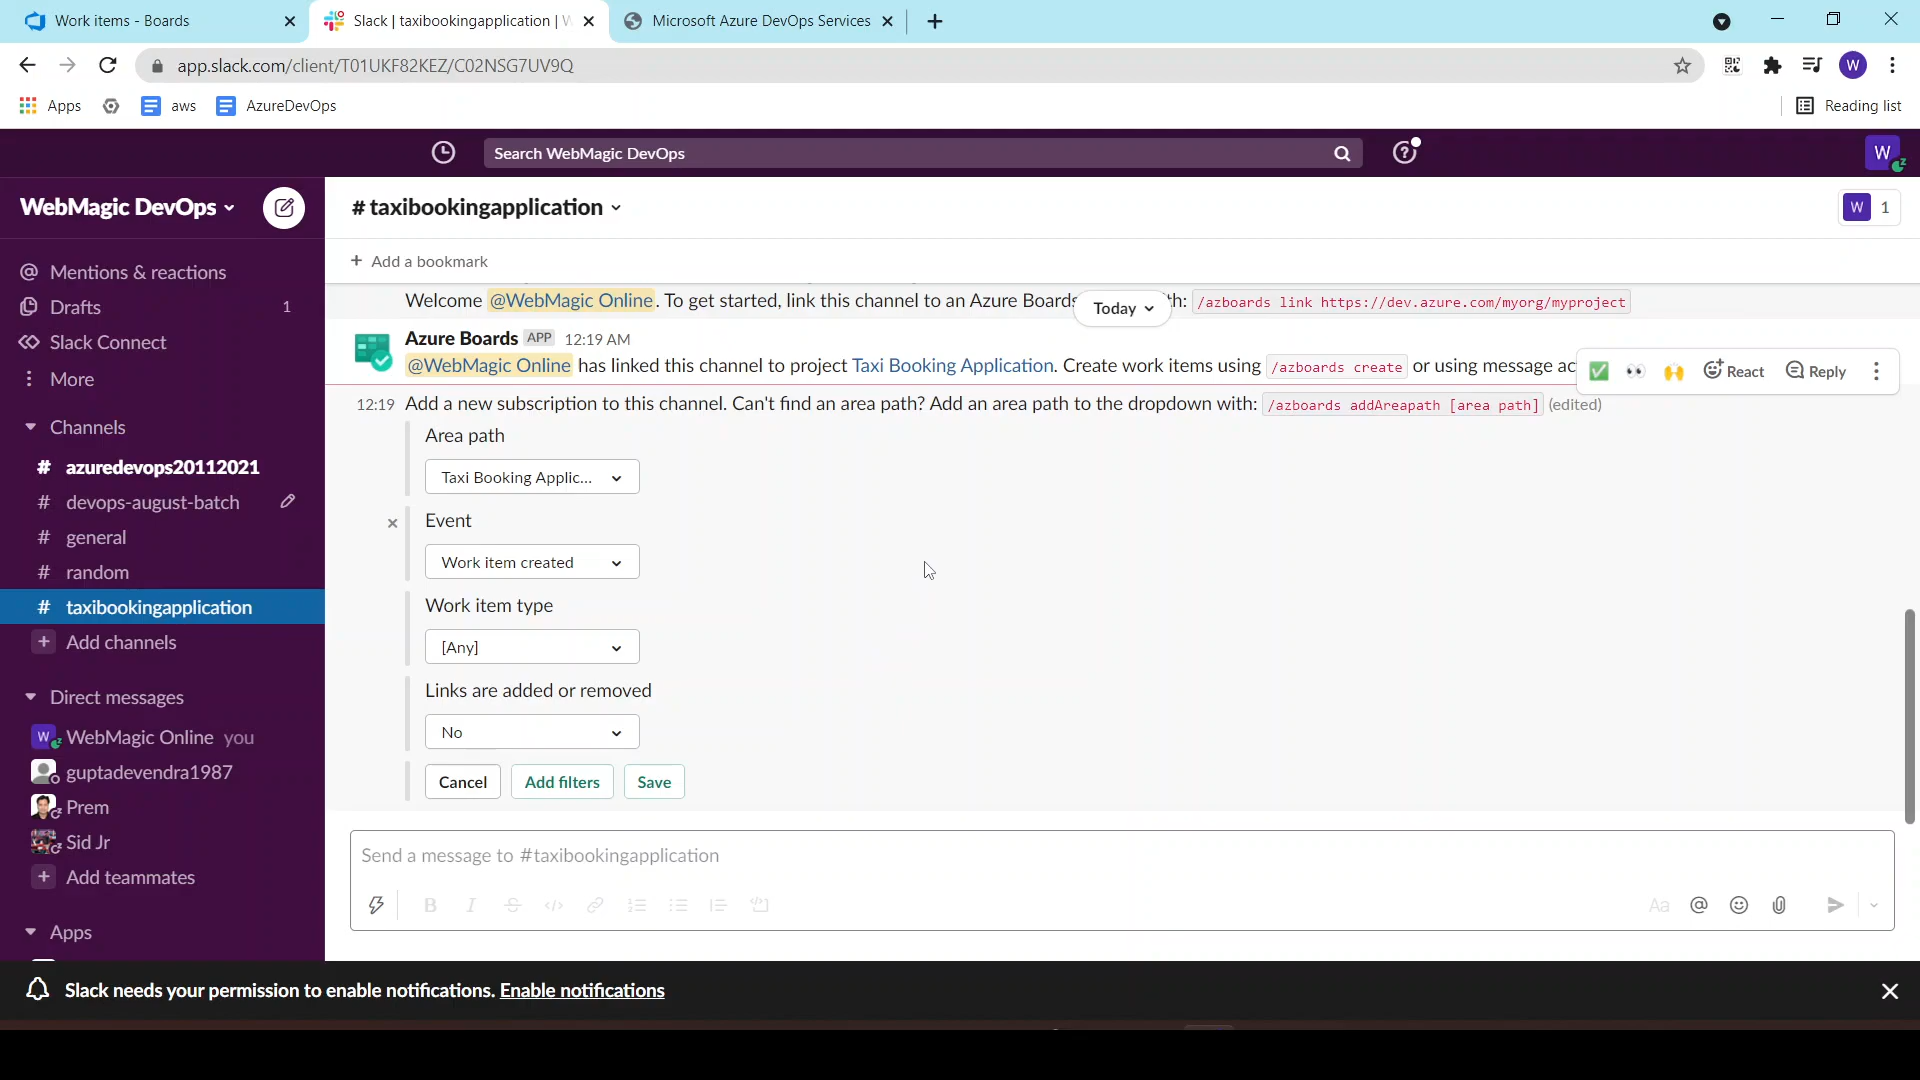 Work items - Boards
Slack | taxibookingapplication |
Microsoft Azure DevOps Services
W
app.slack.com/client/T01UKF82KEZ/C02NSG7UV9Q
Apps
aws
AzureDevOps
Reading list
Search WebMagic DevOps
W
WebMagic DevOps
# taxibookingapplication
W 1
+ Add a bookmark
Mentions & reactions
Drafts 1
Slack Connect
More
Channels
# azuredevops20112021
# devops-august-batch
# general
# random
# taxibookingapplication
+ Add channels
Direct messages
W WebMagic Online you
guptadevendra1987
Prem
Sid Jr
+ Add teammates
Apps
Welcome @WebMagic Online. To get started, link this channel to an Azure Boards th: /azboards link https://dev.azure.com/myorg/myproject
Today
Azure Boards APP 12:19 AM
@WebMagic Online has linked this channel to project Taxi Booking Application. Create work items using /azboards create or using message ac
React
Reply
12:19 Add a new subscription to this channel. Can't find an area path? Add an area path to the dropdown with: /azboards addAreapath [area path] (edited)
Area path
Taxi Booking Applic...
Event
Work item created
Work item type
[Any]
Links are added or removed
No
Cancel
Add filters
Save
Send a message to #taxibookingapplication
B I S </>
Aa @
Slack needs your permission to enable notifications. Enable notifications